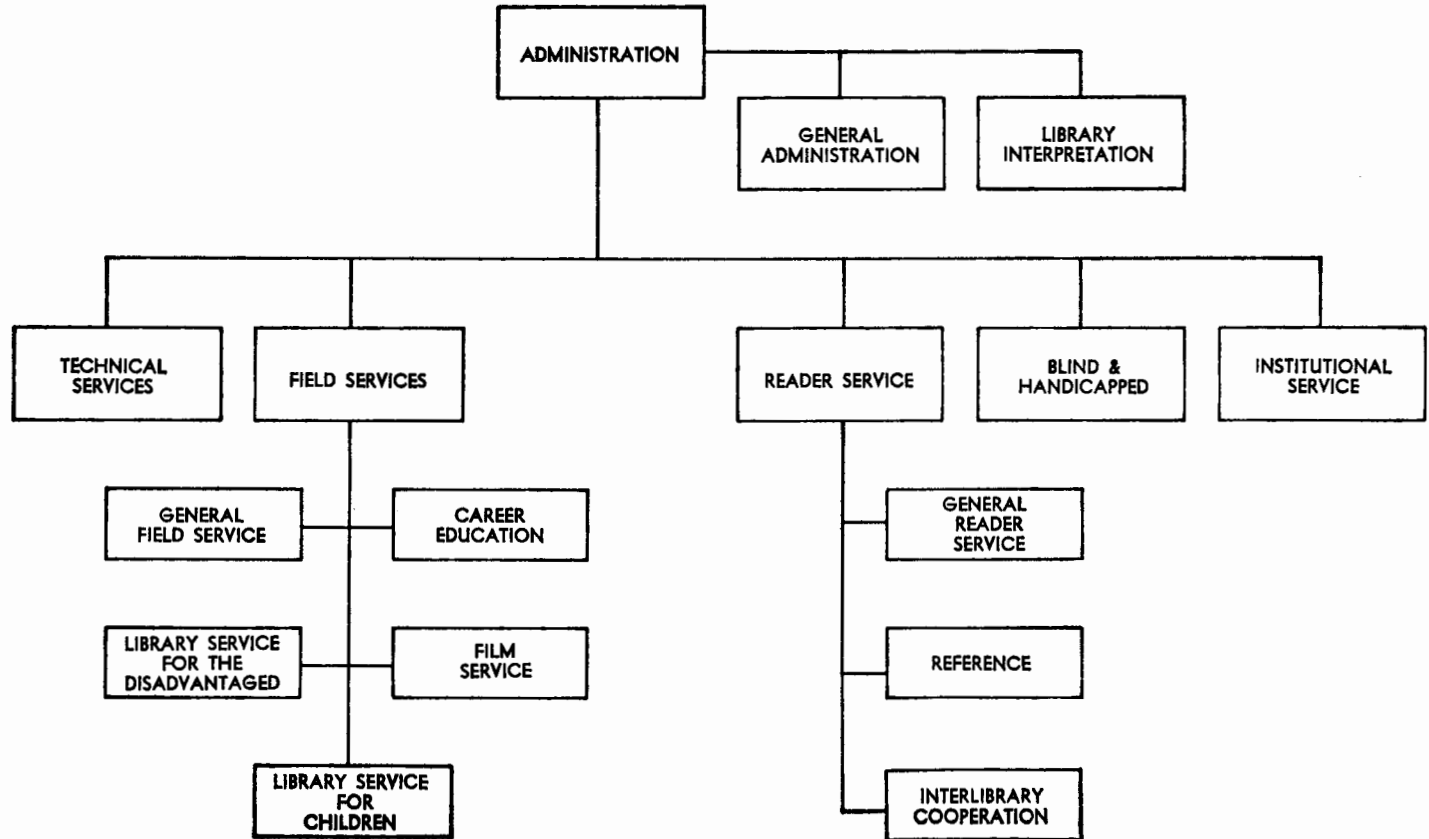 ADMINISTRATION
GENERAL
ADMINISTRATION
LIBRARY
INTERPRETATION
TECHNICAL
SERVICES
FIELD SERVICES
READER SERVICE
BLIND &
HANDICAPPED
INSTITUTIONAL
SERVICE
GENERAL
FIELD SERVICE
CAREER
EDUCATION
GENERAL
READER
SERVICE
LIBRARY SERVICE
FOR THE
DISADVANTAGED
FILM
SERVICE
REFERENCE
LIBRARY SERVICE
FOR
CHILDREN
INTERLIBRARY
COOPERATION